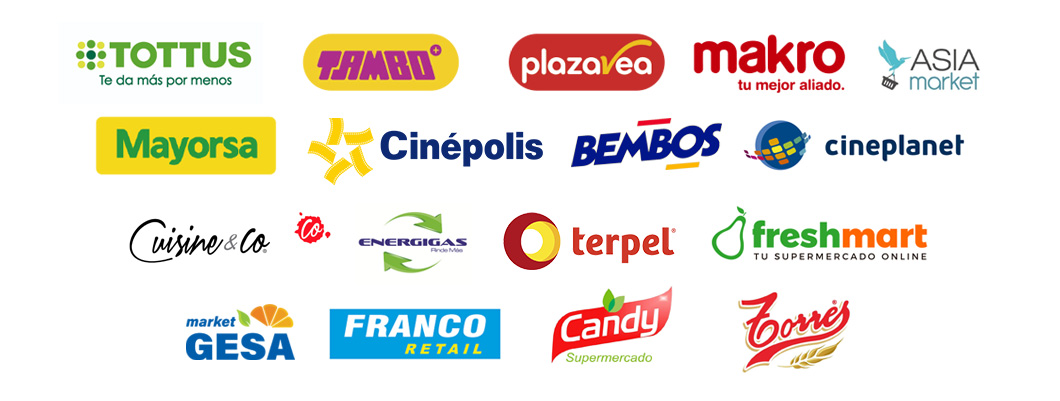 TOTTUS
Te da más por menos
TAMBO+
plazavea
makro
tu mejor aliado.
ASIA
market
Mayorsa
Cinépolis
BEMBOS
cineplanet
Cuisine & Co
Co.
ENERGIGAS
Rinde Más
terpel®
freshmart
TU SUPERMERCADO ONLINE
market
GESA
FRANCO
RETAIL
Candy
Supermercado
Torres